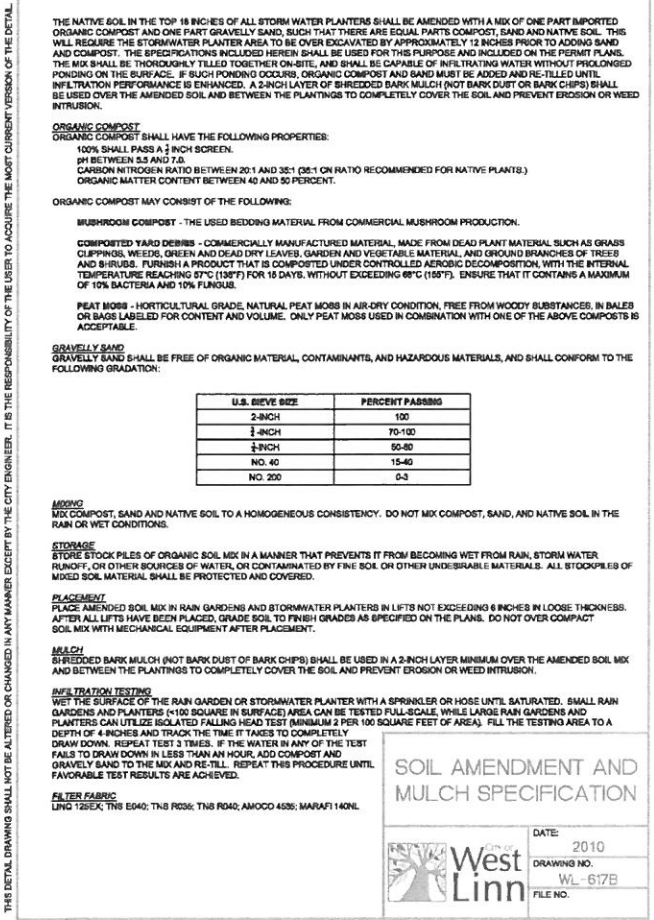 THE NATIVE SOIL IN THE TOP 18 INCHES OF ALL STORM WATER PLANTERS SHALL BE AMENDED WITH A MIX OF ONE PART IMPORTED
ORGANIC COMPOST AND ONE PART GRAVELLY SAND, SUCH THAT THERE ARE EQUAL PARTS COMPOST, SAND AND NATIVE SOIL. THIS
WILL REQUIRE THE STORMWATER PLANTER AREA TO BE OVER EXCAVATED BY APPROXIMATELY 12 INCHES PRIOR TO ADDING SAND
AND COMPOST. THE SPECIFICATIONS INCLUDED HEREIN SHALL BE USED FOR THIS PURPOSE AND INCLUDED ON THE PERMIT PLANS.
THE MIX SHALL BE THOROUGHLY TILLED TOGETHER ON-SITE, AND SHALL BE CAPABLE OF INFILTRATING WATER WITHOUT PROLONGED
PONDING ON THE SURFACE. IF SUCH PONDING OCCURS, ORGANIC COMPOST AND SAND MUST BE ADDED AND RE-TILLED UNTIL
INFILTRATION PERFORMANCE IS ENHANCED. A 2-INCH LAYER OF SHREDDED BARK MULCH (NOT BARK DUST OR BARK CHIPS) SHALL
BE USED OVER THE AMENDED SOIL AND BETWEEN THE PLANTINGS TO COMPLETELY COVER THE SOIL AND PREVENT EROSION OR WEED
INTRUSION.
ORGANIC COMPOST
ORGANIC COMPOST SHALL HAVE THE FOLLOWING PROPERTIES:
100% SHALL PASS A ½ INCH SCREEN.
pH BETWEEN 5.5 AND 7.0.
CARBON NITROGEN RATIO BETWEEN 20:1 AND 35:1 (35:1 CN RATIO RECOMMENDED FOR NATIVE PLANTS.)
ORGANIC MATTER CONTENT BETWEEN 40 AND 50 PERCENT.
ORGANIC COMPOST MAY CONSIST OF THE FOLLOWING:
MUSHROOM COMPOST - THE USED BEDDING MATERIAL FROM COMMERCIAL MUSHROOM PRODUCTION.
COMPOSTED YARD DEBRIS - COMMERCIALLY MANUFACTURED MATERIAL, MADE FROM DEAD PLANT MATERIAL SUCH AS GRASS
CLIPPINGS, WEEDS, GREEN AND DEAD DRY LEAVES, GARDEN AND VEGETABLE MATERIAL, AND GROUND BRANCHES OF TREES
AND SHRUBS. FURNISH A PRODUCT THAT IS COMPOSTED UNDER CONTROLLED AEROBIC DECOMPOSITION, WITH THE INTERNAL
TEMPERATURE REACHING 57°C (135°F) FOR 15 DAYS, WITHOUT EXCEEDING 68°C (155°F). ENSURE THAT IT CONTAINS A MAXIMUM
OF 10% BACTERIA AND 10% FUNGUS.
PEAT MOSS - HORTICULTURAL GRADE, NATURAL PEAT MOSS IN AIR-DRY CONDITION, FREE FROM WOODY SUBSTANCES, IN BALES
OR BAGS LABELED FOR CONTENT AND VOLUME. ONLY PEAT MOSS USED IN COMBINATION WITH ONE OF THE ABOVE COMPOSTS IS
ACCEPTABLE.
GRAVELLY SAND
GRAVELLY SAND SHALL BE FREE OF ORGANIC MATERIAL, CONTAMINANTS, AND HAZARDOUS MATERIALS, AND SHALL CONFORM TO THE
FOLLOWING GRADATION:
U.S. SIEVE SIZE PERCENT PASSING
2-INCH 100
-INCH 70-100
-INCH 50-80
NO. 40 15-40
NO. 200 0-3
MIXING
MIX COMPOST, SAND AND NATIVE SOIL TO A HOMOGENEOUS CONSISTENCY. DO NOT MIX COMPOST, SAND, AND NATIVE SOIL IN THE
RAIN OR WET CONDITIONS.
STORAGE
STORE STOCK PILES OF ORGANIC SOIL MIX IN A MANNER THAT PREVENTS IT FROM BECOMING WET FROM RAIN, STORM WATER
RUNOFF, OR OTHER SOURCES OF WATER, OR CONTAMINATED BY FINE SOIL OR OTHER UNDESIRABLE MATERIALS. ALL STOCKPILES OF
MIXED SOIL MATERIAL SHALL BE PROTECTED AND COVERED.
PLACEMENT
PLACE AMENDED SOIL MIX IN RAIN GARDENS AND STORMWATER PLANTERS IN LIFTS NOT EXCEEDING 6 INCHES IN LOOSE THICKNESS.
AFTER ALL LIFTS HAVE BEEN PLACED, GRADE SOIL TO FINISH GRADES AS SPECIFIED ON THE PLANS. DO NOT OVER COMPACT
SOIL MIX WITH MECHANICAL EQUIPMENT AFTER PLACEMENT.
MULCH
SHREDDED BARK MULCH (NOT BARK DUST OF BARK CHIPS) SHALL BE USED IN A 2-INCH LAYER MINIMUM OVER THE AMENDED SOIL MIX
AND BETWEEN THE PLANTINGS TO COMPLETELY COVER THE SOIL AND PREVENT EROSION OR WEED INTRUSION.
INFILTRATION TESTING
WET THE SURFACE OF THE RAIN GARDEN OR STORMWATER PLANTER WITH A SPRINKLER OR HOSE UNTIL SATURATED. SMALL RAIN
GARDENS AND PLANTERS (<100 SQUARE IN SURFACE) AREA CAN BE TESTED FULL-SCALE, WHILE LARGE RAIN GARDENS AND
PLANTERS CAN UTILIZE ISOLATED FALLING HEAD TEST (MINIMUM 2 PER 100 SQUARE FEET OF AREA). FILL THE TESTING AREA TO A
DEPTH OF 4-INCHES AND TRACK THE TIME IT TAKES TO COMPLETELY
DRAW DOWN. REPEAT TEST 3 TIMES. IF THE WATER IN ANY OF THE TEST
FAILS TO DRAW DOWN IN LESS THAN AN HOUR, ADD COMPOST AND
GRAVELY SAND TO THE MIX AND RE-TILL. REPEAT THIS PROCEDURE UNTIL
FAVORABLE TEST RESULTS ARE ACHIEVED.
FILTER FABRIC
LINQ 125EX; TNS E040; TNS R035; TNS R040; AMOCO 4535; MARAFI 140NL
SOIL AMENDMENT AND
MULCH SPECIFICATION
CITY OF
West
Linn
DATE:
2010
DRAWING NO.
WL-617B
FILE NO.
THIS DETAIL DRAWING SHALL NOT BE ALTERED OR CHANGED IN ANY MANNER EXCEPT BY THE CITY ENGINEER. IT IS THE RESPONSIBILITY OF THE USER TO ACQUIRE THE MOST CURRENT VERSION OF THE DETAIL.